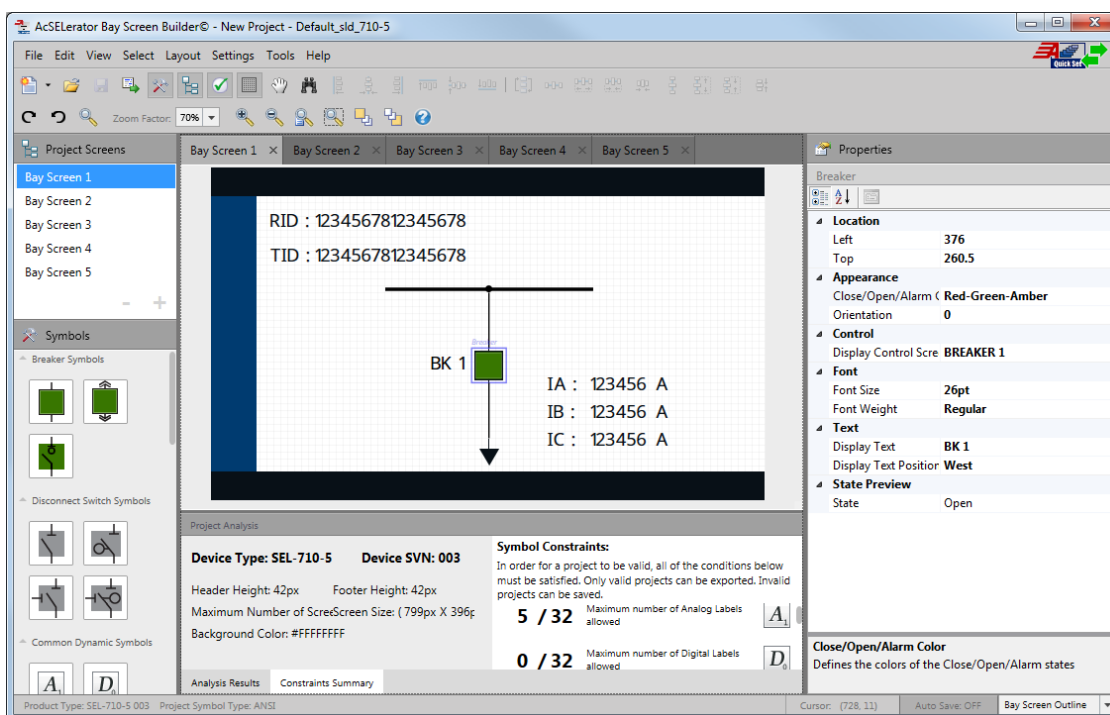 AcSELerator Bay Screen Builder© - New Project - Default_sld_710-5
File Edit View Select Layout Settings Tools Help
Quick Set
Zoom Factor: 70%
Project Screens
Bay Screen 1
Bay Screen 2
Bay Screen 3
Bay Screen 4
Bay Screen 5
Symbols
Breaker Symbols
Disconnect Switch Symbols
Common Dynamic Symbols
A1 D0
Bay Screen 1 Bay Screen 2 Bay Screen 3 Bay Screen 4 Bay Screen 5
RID : 1234567812345678
TID : 1234567812345678
Breaker
BK 1
IA : 123456 A
IB : 123456 A
IC : 123456 A
Project Analysis
Device Type: SEL-710-5 Device SVN: 003
Header Height: 42px Footer Height: 42px
Maximum Number of Scree Screen Size: ( 799px X 396p
Background Color: #FFFFFFFF
Symbol Constraints:
In order for a project to be valid, all of the conditions below
must be satisfied. Only valid projects can be exported. Invalid
projects can be saved.
5 / 32 Maximum number of Analog Labels
allowed
A1
0 / 32 Maximum number of Digital Labels
allowed
D0
Analysis Results Constraints Summary
Properties
Breaker
Location
Left 376
Top 260.5
Appearance
Close/Open/Alarm C Red-Green-Amber
Orientation 0
Control
Display Control Scre BREAKER 1
Font
Font Size 26pt
Font Weight Regular
Text
Display Text BK 1
Display Text Position West
State Preview
State Open
Close/Open/Alarm Color
Defines the colors of the Close/Open/Alarm states
Product Type: SEL-710-5 003 Project Symbol Type: ANSI
Cursor: (728, 11) Auto Save: OFF Bay Screen Outline